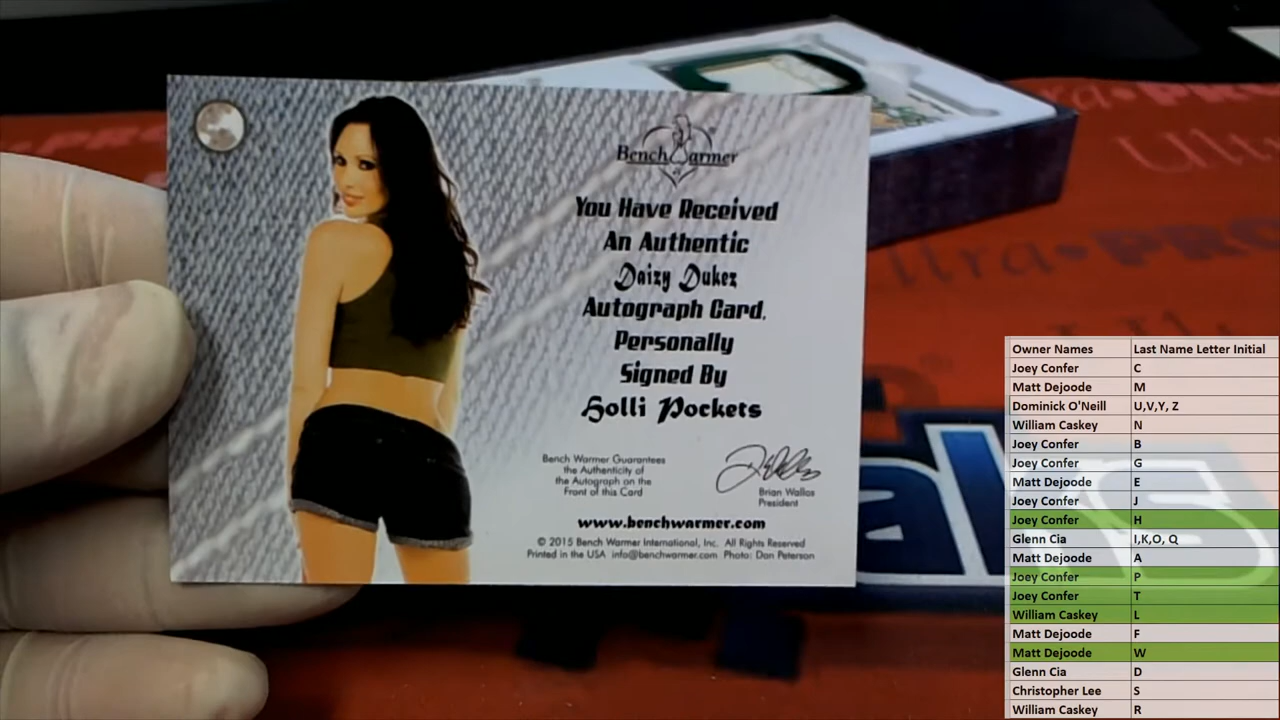 Bench Warmer
You Have Received
An Authentic
Daizy Dukez
Autograph Card,
Personally
Signed By
Holli Pockets
Bench Warmer Guarantees
the Authenticity of
the Autograph on the
Front of this Card
Brian Wallos
President
www.benchwarmer.com
© 2015 Bench Warmer International, Inc. All Rights Reserved
Printed in the USA info@benchwarmer.com Photo: Dan Peterson
Ultra
Ultra•PRO
Owner Names Last Name Letter Initial
Joey Confer C
Matt Dejoode M
Dominick O'Neill U,V,Y, Z
William Caskey N
Joey Confer B
Joey Confer G
Matt Dejoode E
Joey Confer J
Joey Confer H
Glenn Cia I,K,O, Q
Matt Dejoode A
Joey Confer P
Joey Confer T
William Caskey L
Matt Dejoode F
Matt Dejoode W
Glenn Cia D
Christopher Lee S
William Caskey R